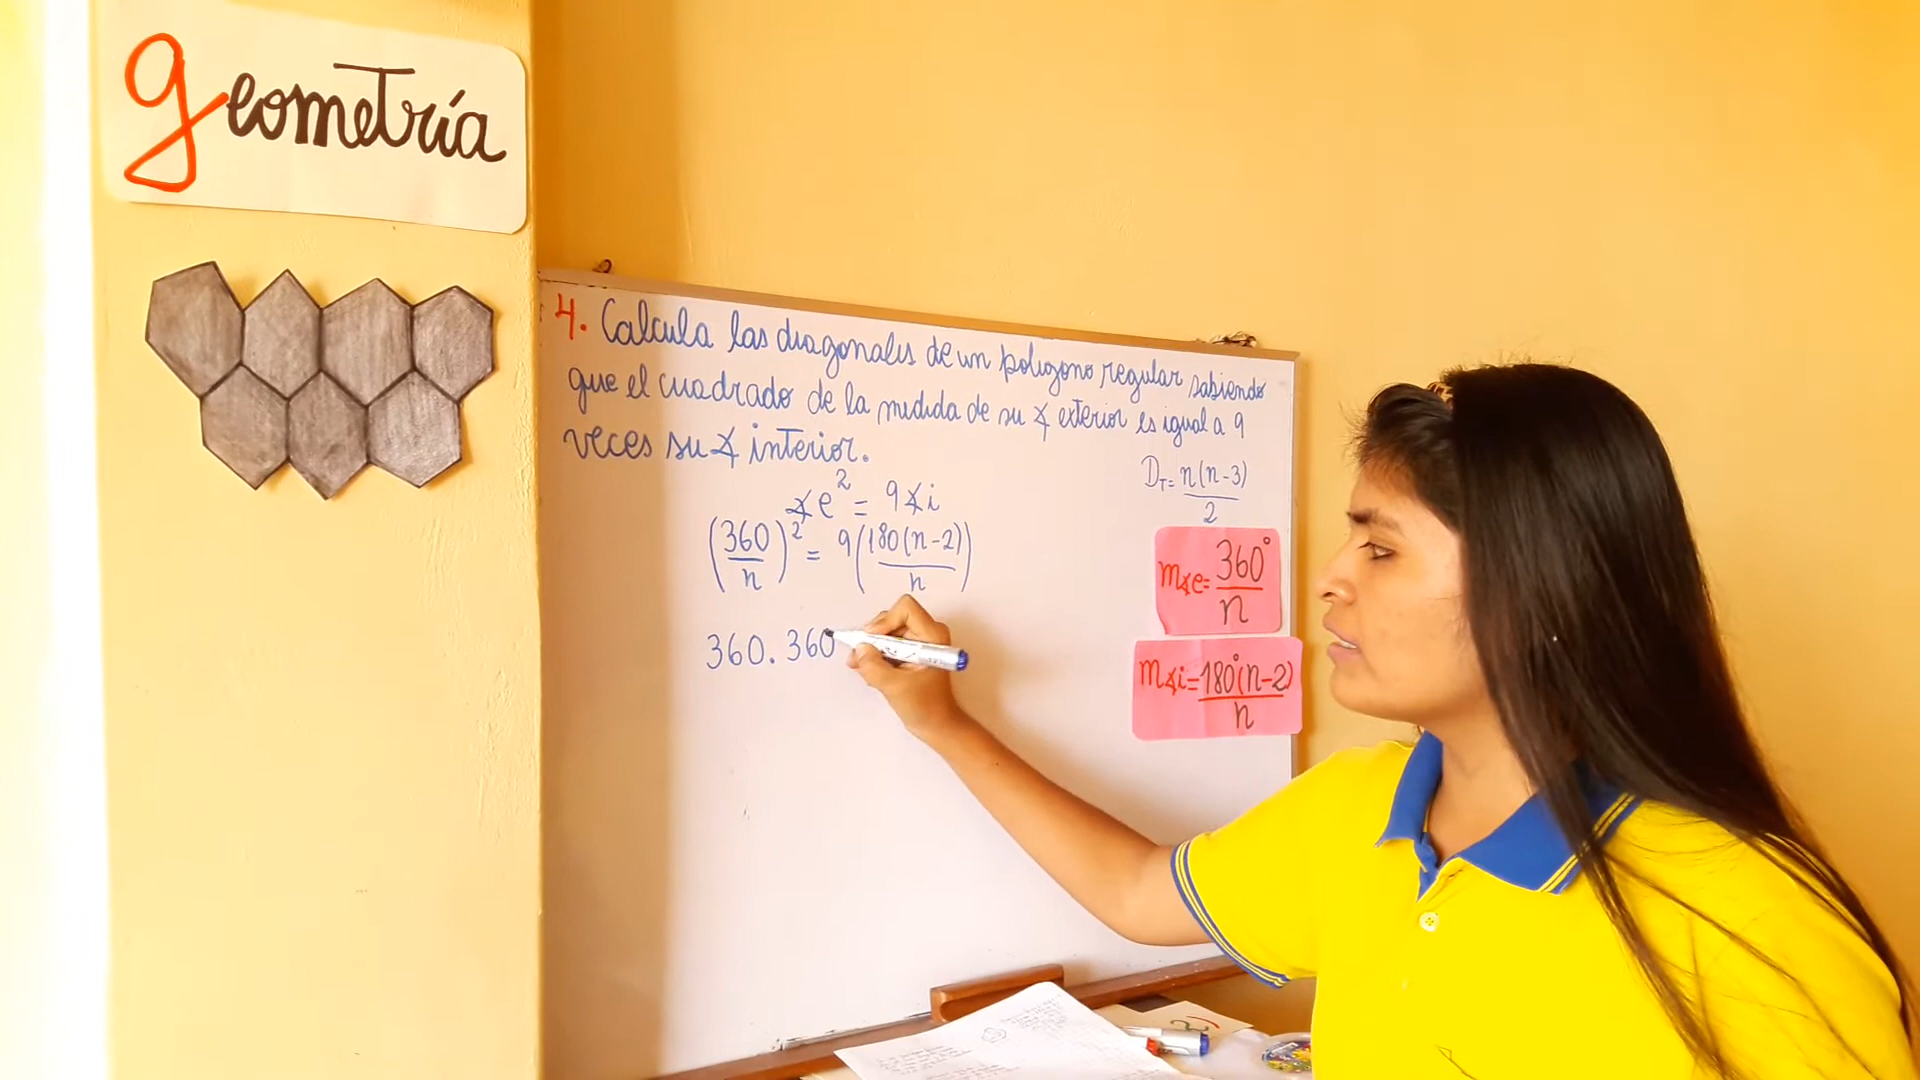 geometría
4. Calcula las diagonales de un polígono regular sabiendo
que el cuadrado de la medida de su ∡ exterior es igual a 9
veces su ∡ interior.
∡e² = 9∡i
(360/n)² = 9(180(n-2)/n)
360.360
D_T = n(n-3)/2
m∡e = 360°/n
m∡i = 180°(n-2)/n